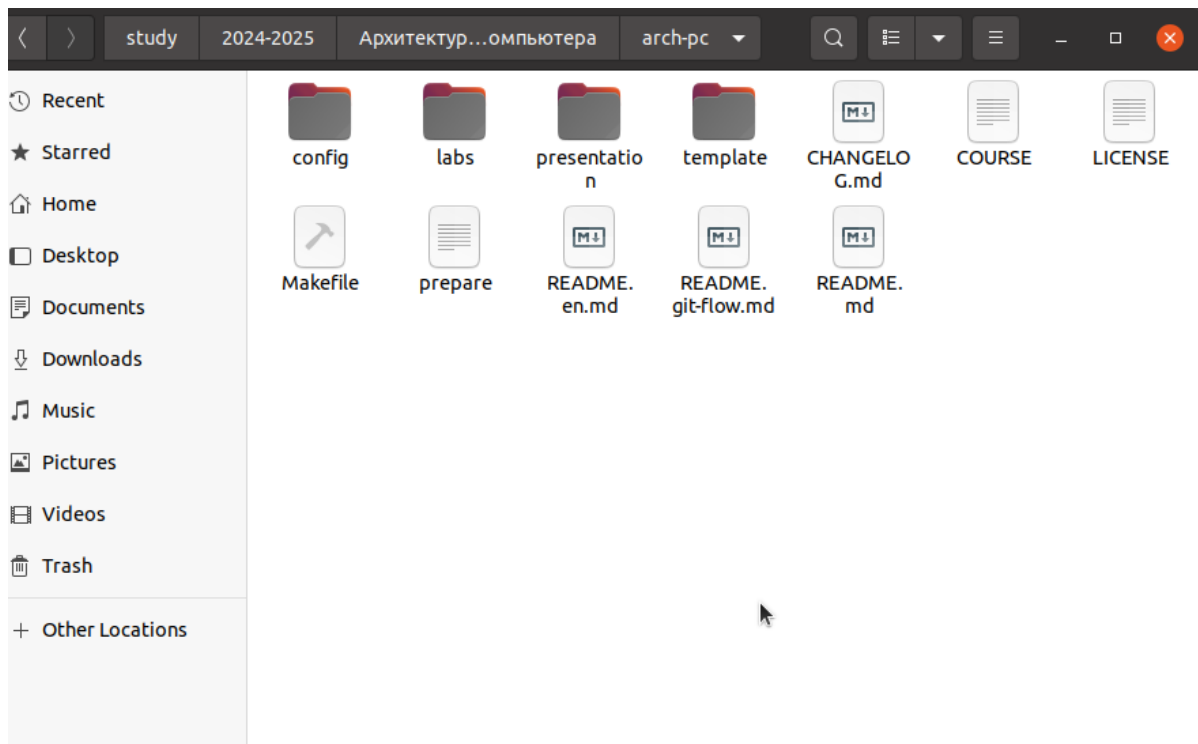 study 2024-2025 Архитектур...омпьютера arch-pc
Recent
Starred
Home
Desktop
Documents
Downloads
Music
Pictures
Videos
Trash
Other Locations
config labs presentatio template CHANGELO COURSE LICENSE
n G.md
Makefile prepare README. README. README.
en.md git-flow.md md